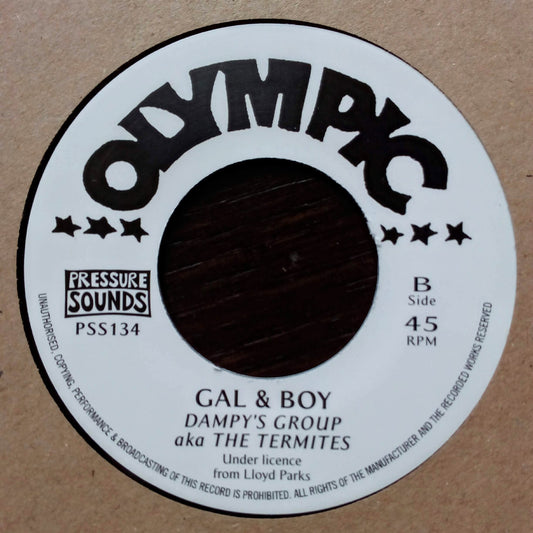 OLYMPIC
PRESSURE
SOUNDS
PSS134
B
Side
45
RPM
GAL & BOY
DAMPY'S GROUP
aka THE TERMITES
Under licence
from Lloyd Parks
UNAUTHORISED, COPYING, PERFORMANCE & BROADCASTING OF THIS RECORD IS PROHIBITED. ALL RIGHTS OF THE MANUFACTURER AND THE RECORDED WORKS RESERVED